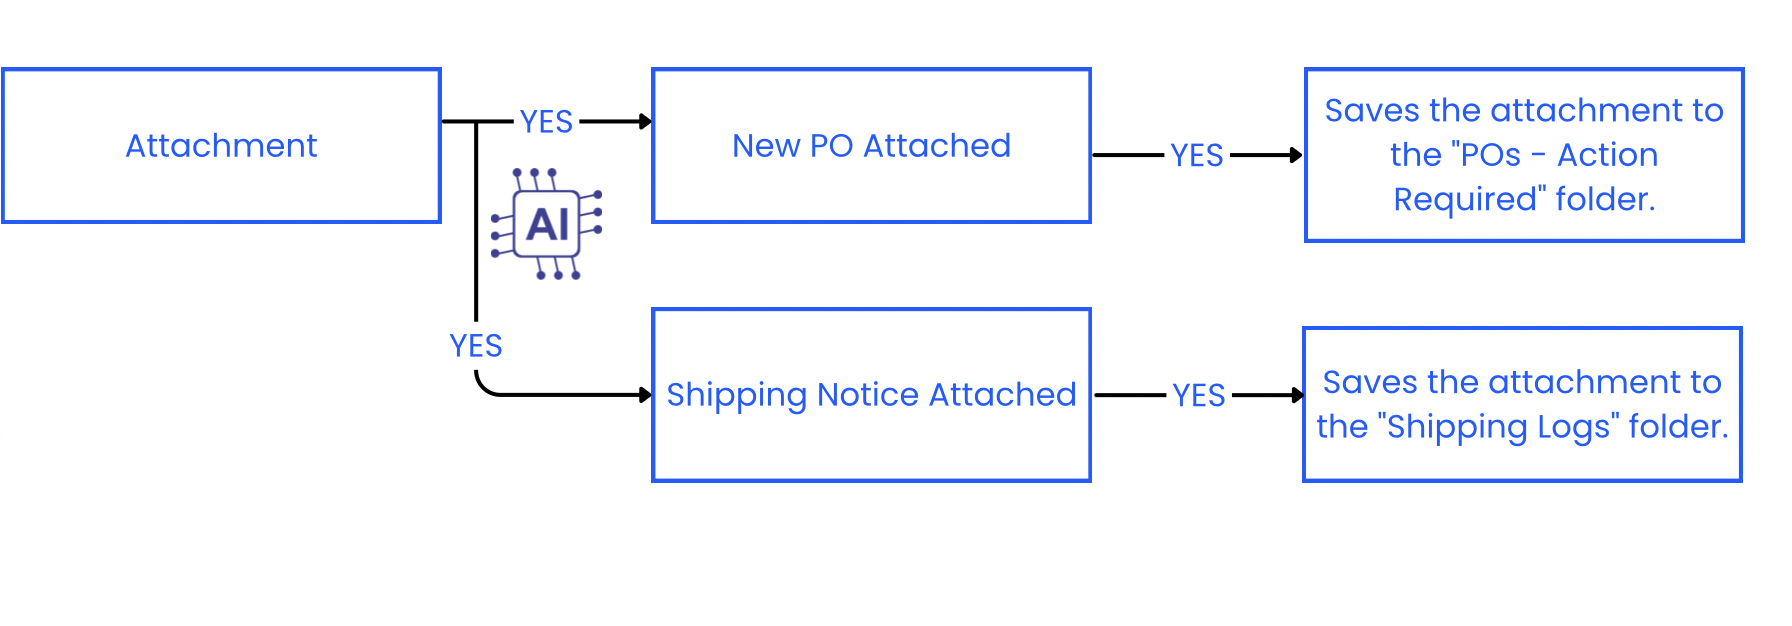 Attachment
YES
New PO Attached
YES
Saves the attachment to
the "POs - Action
Required" folder.
AI
YES
Shipping Notice Attached
YES
Saves the attachment to
the "Shipping Logs" folder.